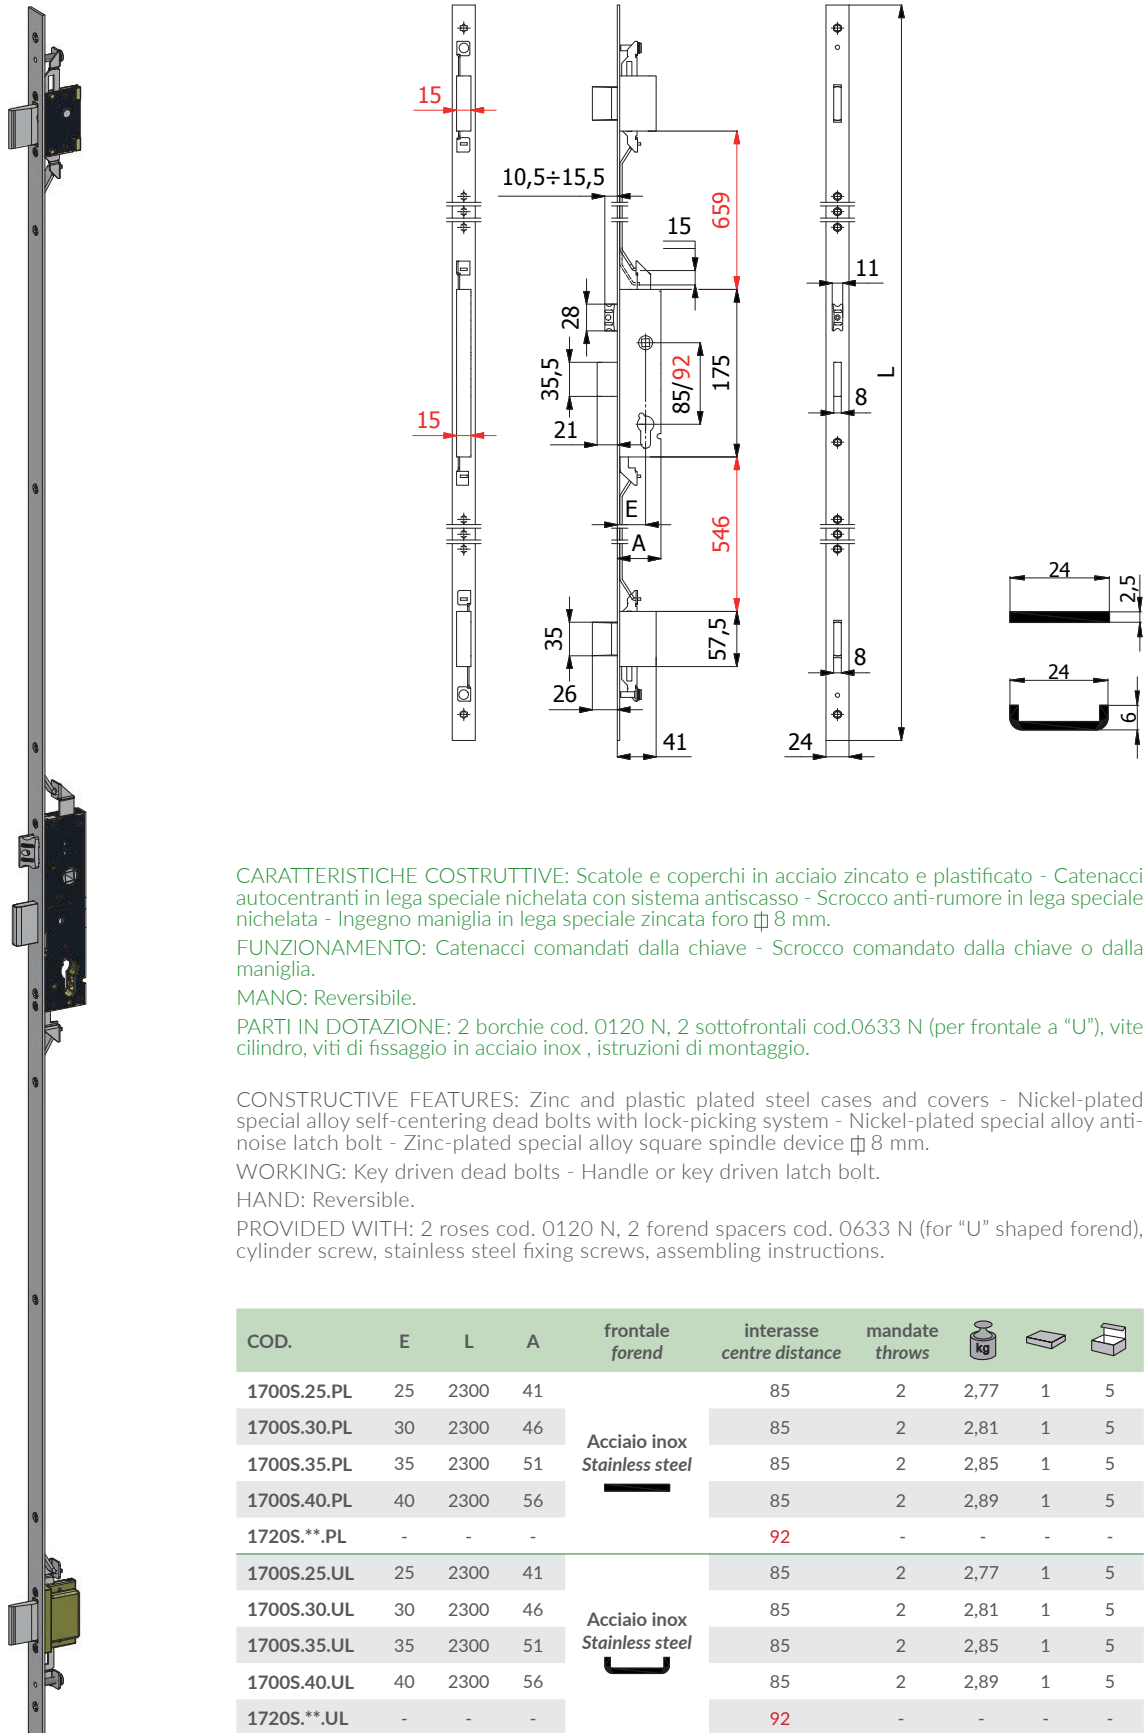 15
10,5÷15,5
659
15
11
28
35,5
85/92
175
L
8
15
21
E
A
546
24
2,5
35
57,5
8
24
6
26
41
24
CARATTERISTICHE COSTRUTTIVE: Scatole e coperchi in acciaio zincato e plastificato - Catenacci
autocentranti in lega speciale nichelata con sistema antiscasso - Scrocco anti-rumore in lega speciale
nichelata - Ingegno maniglia in lega speciale zincata foro 8 mm.
FUNZIONAMENTO: Catenacci comandati dalla chiave - Scrocco comandato dalla chiave o dalla
maniglia.
MANO: Reversibile.
PARTI IN DOTAZIONE: 2 borchie cod. 0120 N, 2 sottofrontali cod.0633 N (per frontale a “U”), vite
cilindro, viti di fissaggio in acciaio inox , istruzioni di montaggio.
CONSTRUCTIVE FEATURES: Zinc and plastic plated steel cases and covers - Nickel-plated
special alloy self-centering dead bolts with lock-picking system - Nickel-plated special alloy anti-
noise latch bolt - Zinc-plated special alloy square spindle device 8 mm.
WORKING: Key driven dead bolts - Handle or key driven latch bolt.
HAND: Reversible.
PROVIDED WITH: 2 roses cod. 0120 N, 2 forend spacers cod. 0633 N (for “U” shaped forend),
cylinder screw, stainless steel fixing screws, assembling instructions.
COD. E L A frontale forend interasse centre distance mandate throws kg
1700S.25.PL 25 2300 41 85 2 2,77 1 5
1700S.30.PL 30 2300 46 85 2 2,81 1 5
Acciaio inox
Stainless steel
1700S.35.PL 35 2300 51 85 2 2,85 1 5
1700S.40.PL 40 2300 56 85 2 2,89 1 5
1720S.**.PL - - - 92 - - - -
1700S.25.UL 25 2300 41 85 2 2,77 1 5
1700S.30.UL 30 2300 46 85 2 2,81 1 5
Acciaio inox
Stainless steel
1700S.35.UL 35 2300 51 85 2 2,85 1 5
1700S.40.UL 40 2300 56 85 2 2,89 1 5
1720S.**.UL - - - 92 - - - -